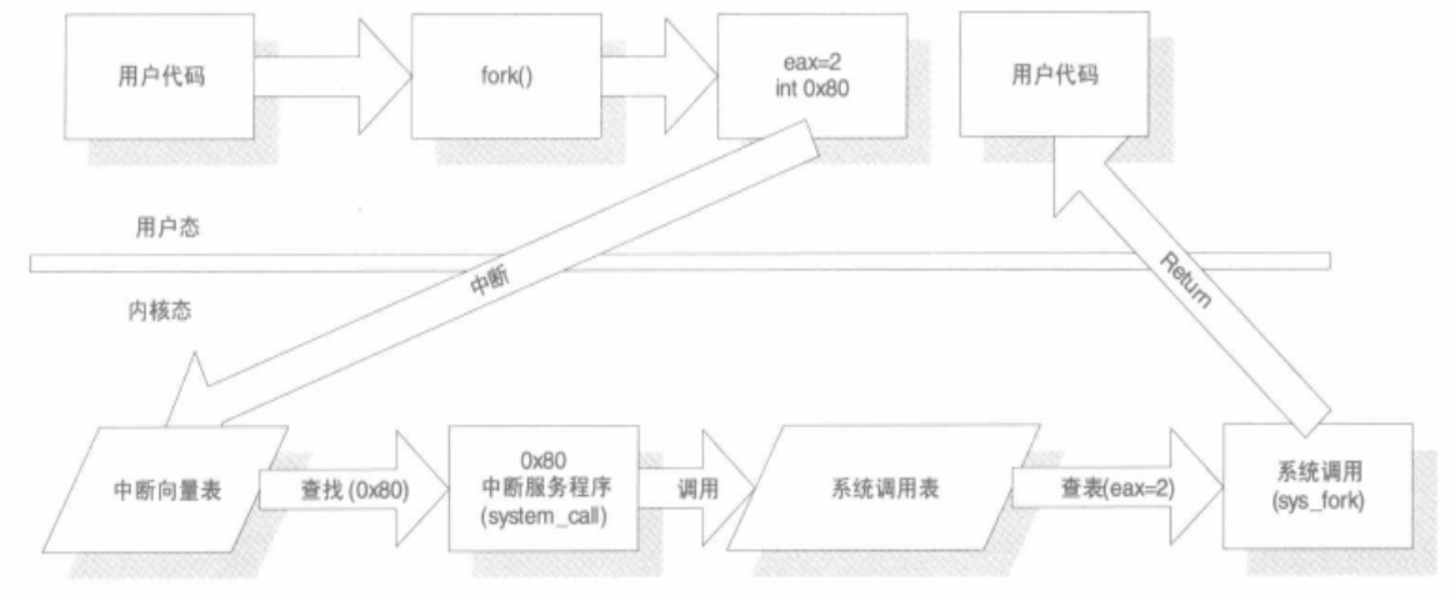 用户代码
fork()
eax=2
int 0x80
用户代码
用户态
中断
Return
内核态
中断向量表
查找(0x80)
0x80
中断服务程序
(system_call)
调用
系统调用表
查表(eax=2)
系统调用
(sys_fork)